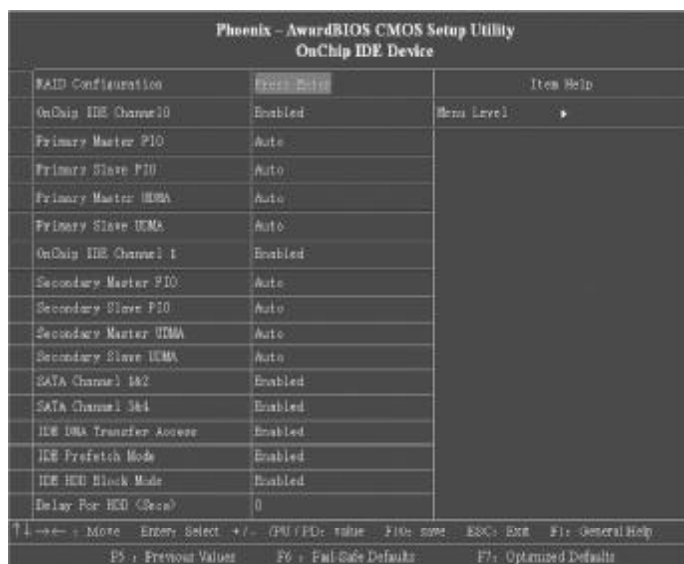 Phoenix – AwardBIOS CMOS Setup Utility
OnChip IDE Device
RAID Configuration Press Enter Item Help
OnChip IDE Channel0 Enabled Menu Level ▸
Primary Master PIO Auto
Primary Slave PIO Auto
Primary Master UDMA Auto
Primary Slave UDMA Auto
OnChip IDE Channel 1 Enabled
Secondary Master PIO Auto
Secondary Slave PIO Auto
Secondary Master UDMA Auto
Secondary Slave UDMA Auto
SATA Channel 1&2 Enabled
SATA Channel 3&4 Enabled
IDE DMA Transfer Access Enabled
IDE Prefetch Mode Enabled
IDE HDD Block Mode Enabled
Delay For HDD (Secs) 0
↑↓→← : Move Enter: Select +/- /PU/PD: value F10: save ESC: Exit F1: General Help
F5 : Previous Values F6 : Fail-Safe Defaults F7: Optimized Defaults